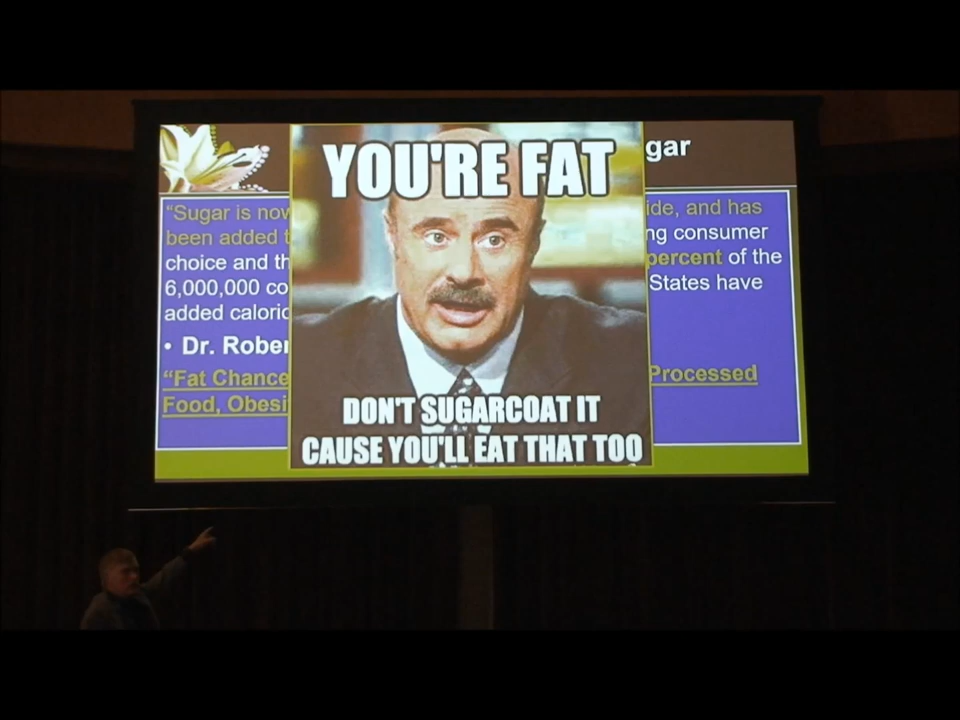 gar
YOU'RE FAT
"Sugar is now ide, and has
been added ng consumer
choice and th percent of the
6,000,000 co States have
added caloric
• Dr. Rober
"Fat Chance Processed
Food, Obesi
DON'T SUGARCOAT IT
CAUSE YOU'LL EAT THAT TOO